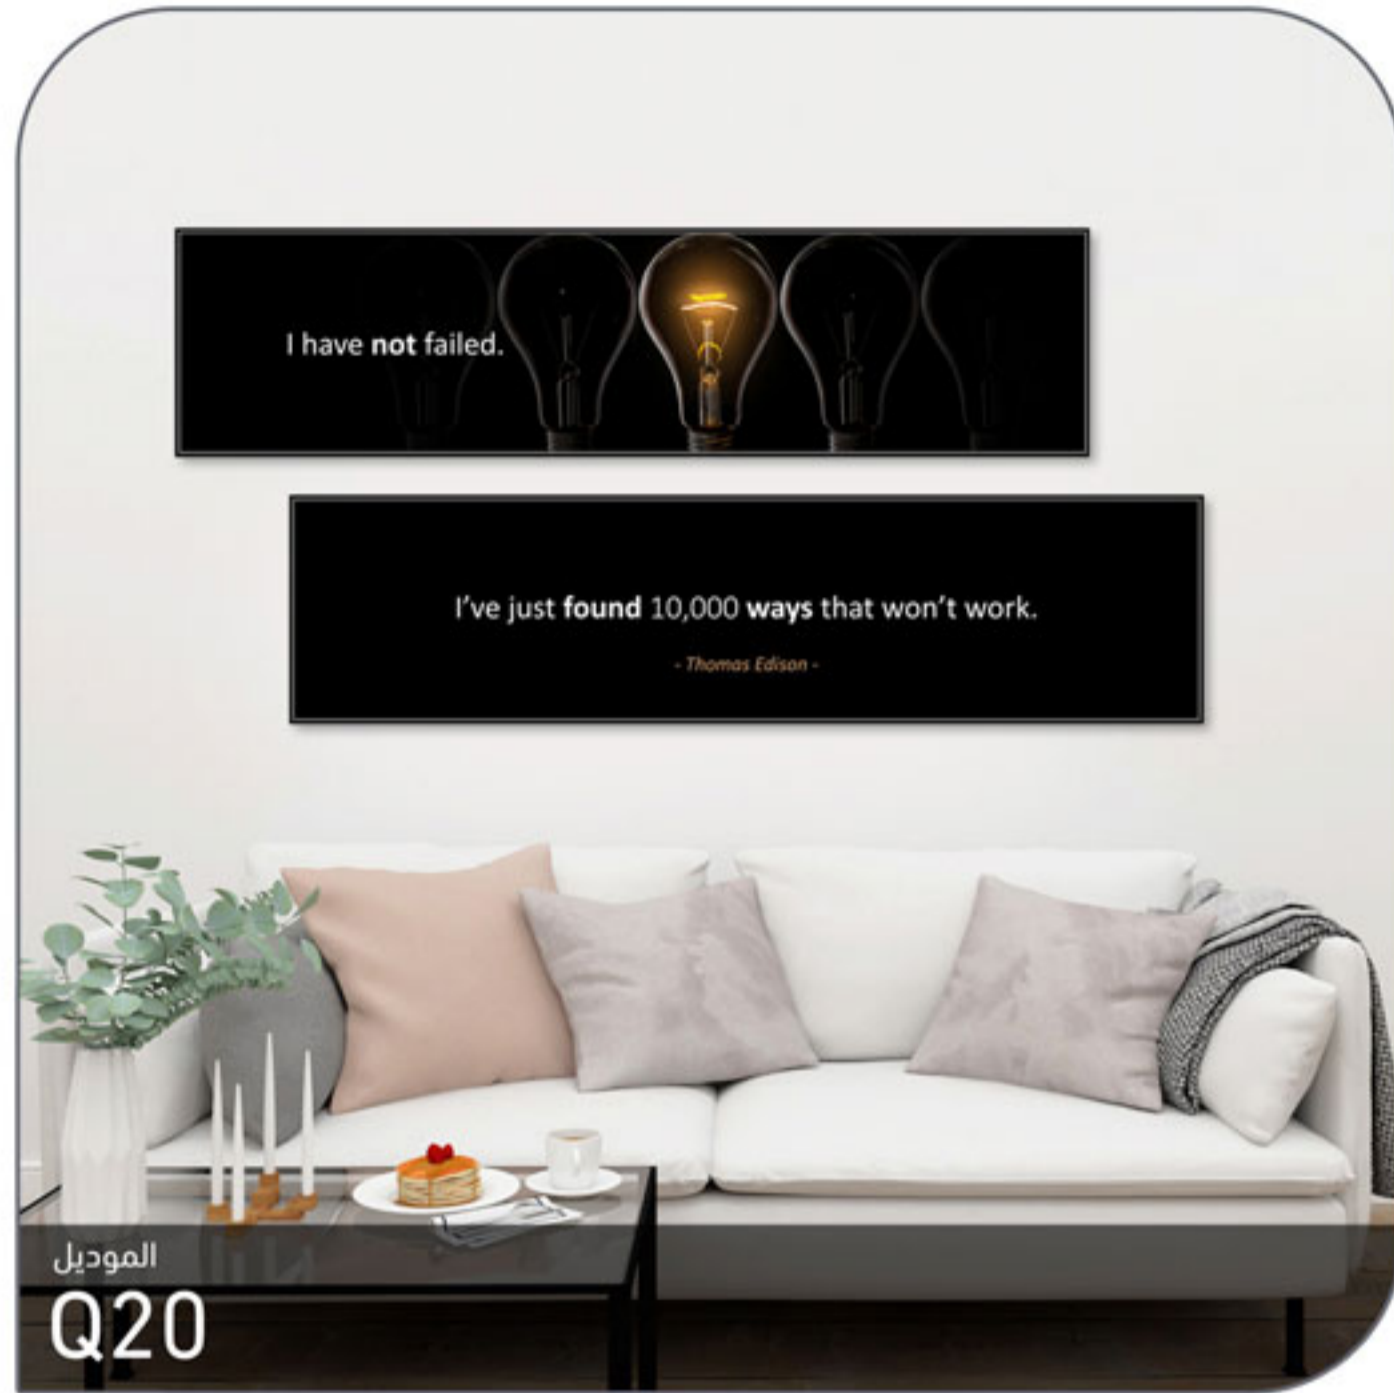 I have not failed.
I've just found 10,000 ways that won't work.
- Thomas Edison -
الموديل
Q20